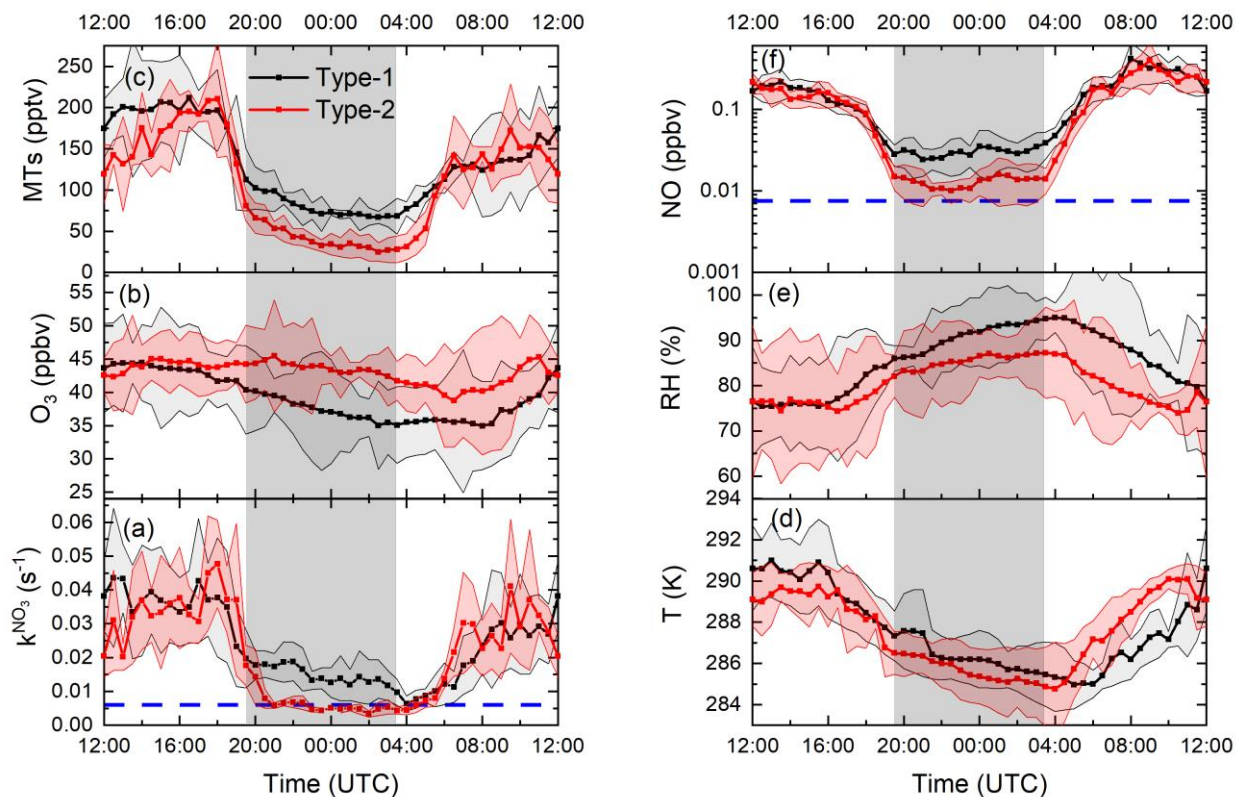 12:00 16:00 20:00 00:00 04:00 08:00 12:00
250
200
150
100
50
0
MTs (pptv)
(c)
Type-1
Type-2
50
45
40
35
30
25
O₃ (ppbv)
(b)
0.06
0.05
0.04
0.03
0.02
0.01
0.00
k^NO₃ (s⁻¹)
(a)
12:00 16:00 20:00 00:00 04:00 08:00 12:00
Time (UTC)
12:00 16:00 20:00 00:00 04:00 08:00 12:00
0.1
0.01
0.001
NO (ppbv)
(f)
100
90
80
70
60
RH (%)
(e)
294
292
290
288
286
284
T (K)
(d)
12:00 16:00 20:00 00:00 04:00 08:00 12:00
Time (UTC)